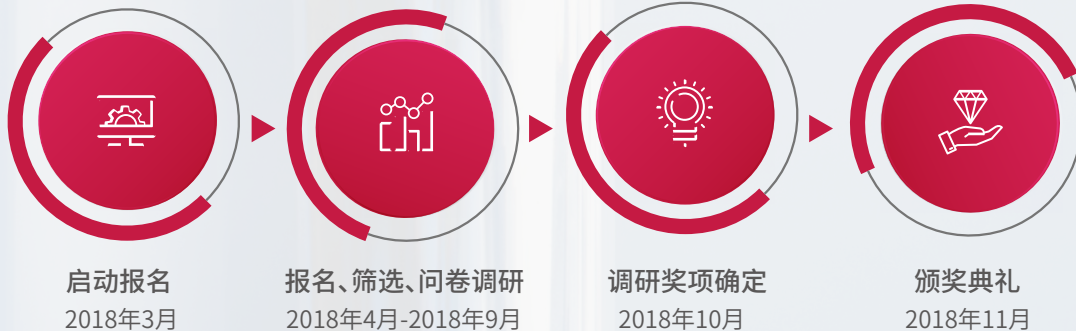 启动报名
2018年3月
报名、筛选、问卷调研
2018年4月-2018年9月
调研奖项确定
2018年10月
颁奖典礼
2018年11月